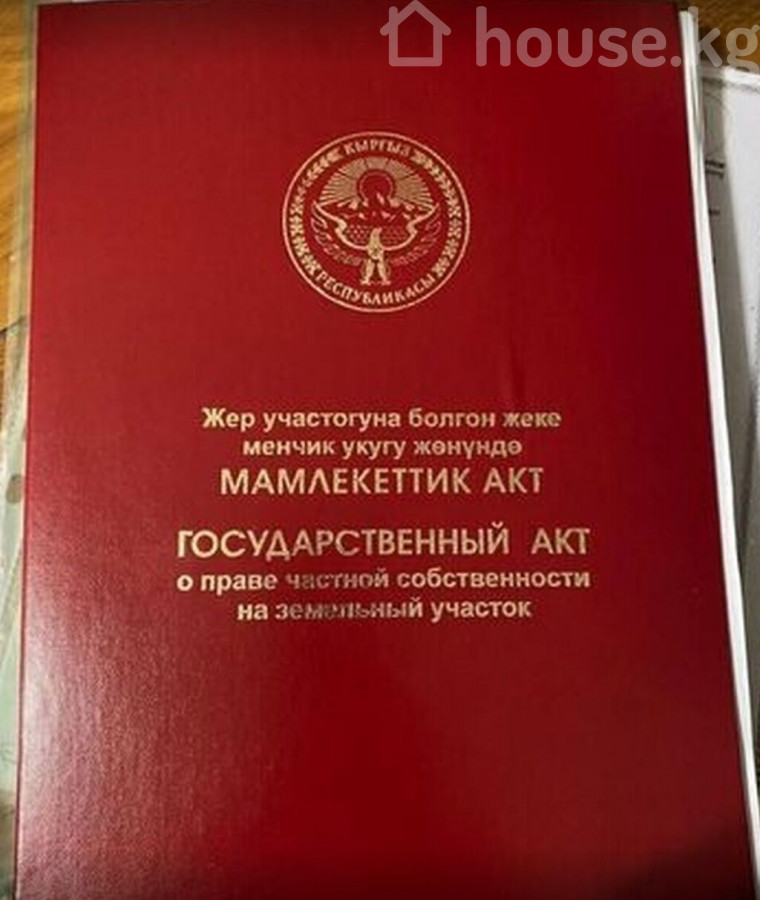 house.kg
КЫРГЫЗ
РЕСПУБЛИКАСЫ
Жер участогуна болгон жеке
менчик укугу жөнүндө
МАМЛЕКЕТТИК АКТ
ГОСУДАРСТВЕННЫЙ АКТ
о праве частной собственности
на земельный участок